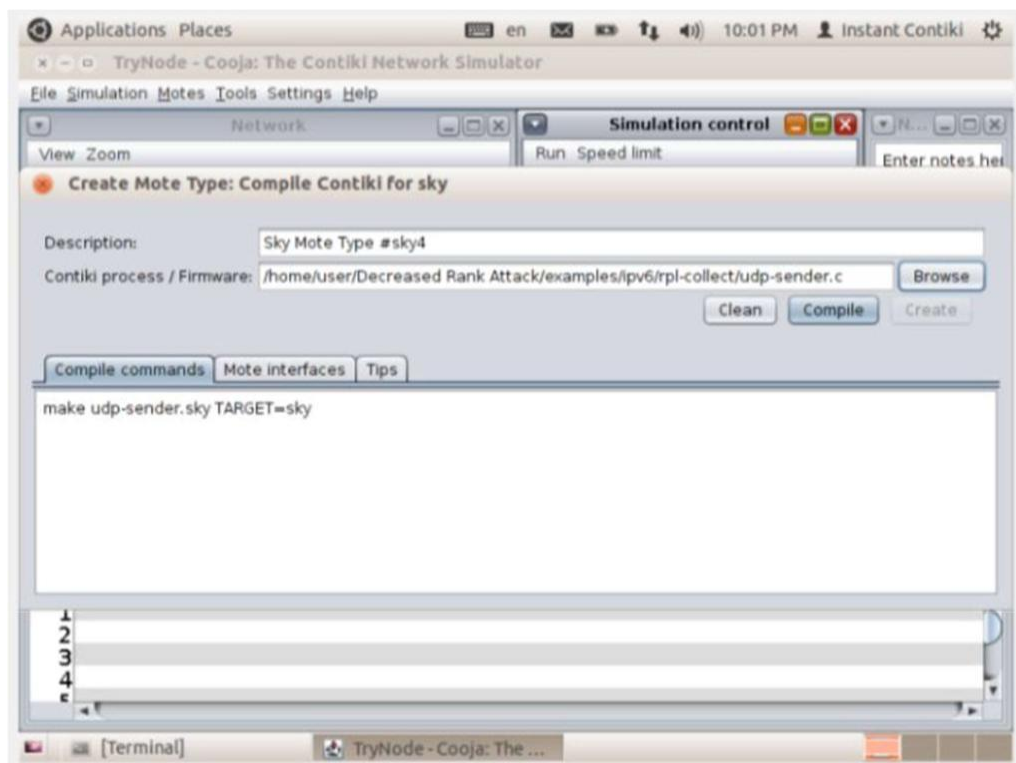 Applications Places en 10:01 PM Instant Contiki
TryNode - Cooja: The Contiki Network Simulator
File Simulation Motes Tools Settings Help
Network Simulation control N...
View Zoom Run Speed limit Enter notes her
Create Mote Type: Compile Contiki for sky
Description: Sky Mote Type #sky4
Contiki process / Firmware: /home/user/Decreased Rank Attack/examples/ipv6/rpl-collect/udp-sender.c Browse
Clean Compile Create
Compile commands Mote interfaces Tips
make udp-sender.sky TARGET=sky
1
2
3
4
5
[Terminal] TryNode - Cooja: The ...